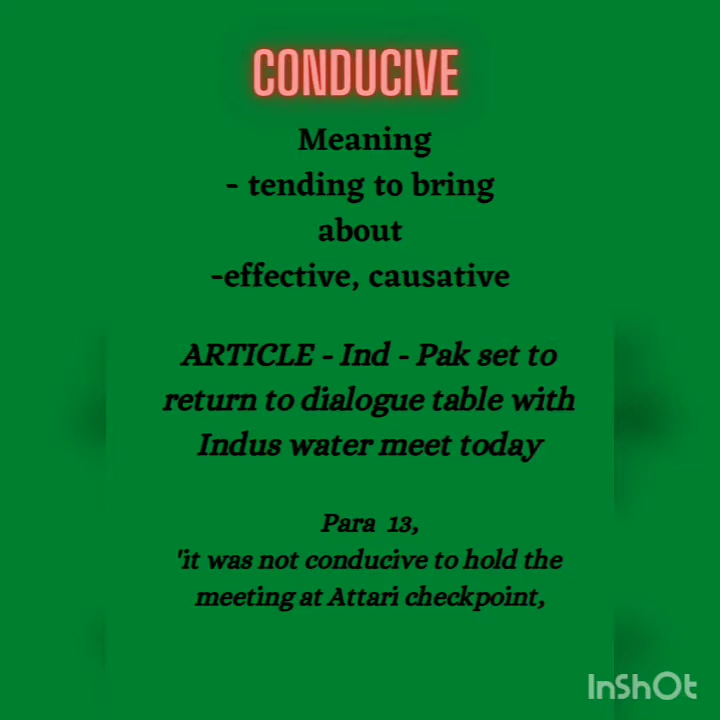 CONDUCIVE
Meaning
- tending to bring
about
-effective, causative
ARTICLE - Ind - Pak set to
return to dialogue table with
Indus water meet today
Para 13,
'it was not conducive to hold the
meeting at Attari checkpoint,
InShOt